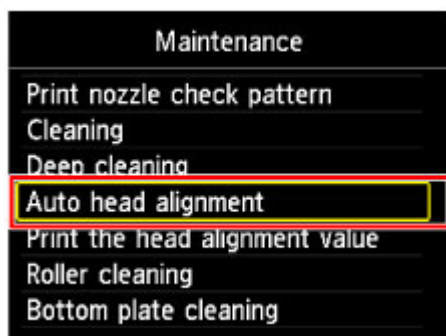 Maintenance
Print nozzle check pattern
Cleaning
Deep cleaning
Auto head alignment
Print the head alignment value
Roller cleaning
Bottom plate cleaning